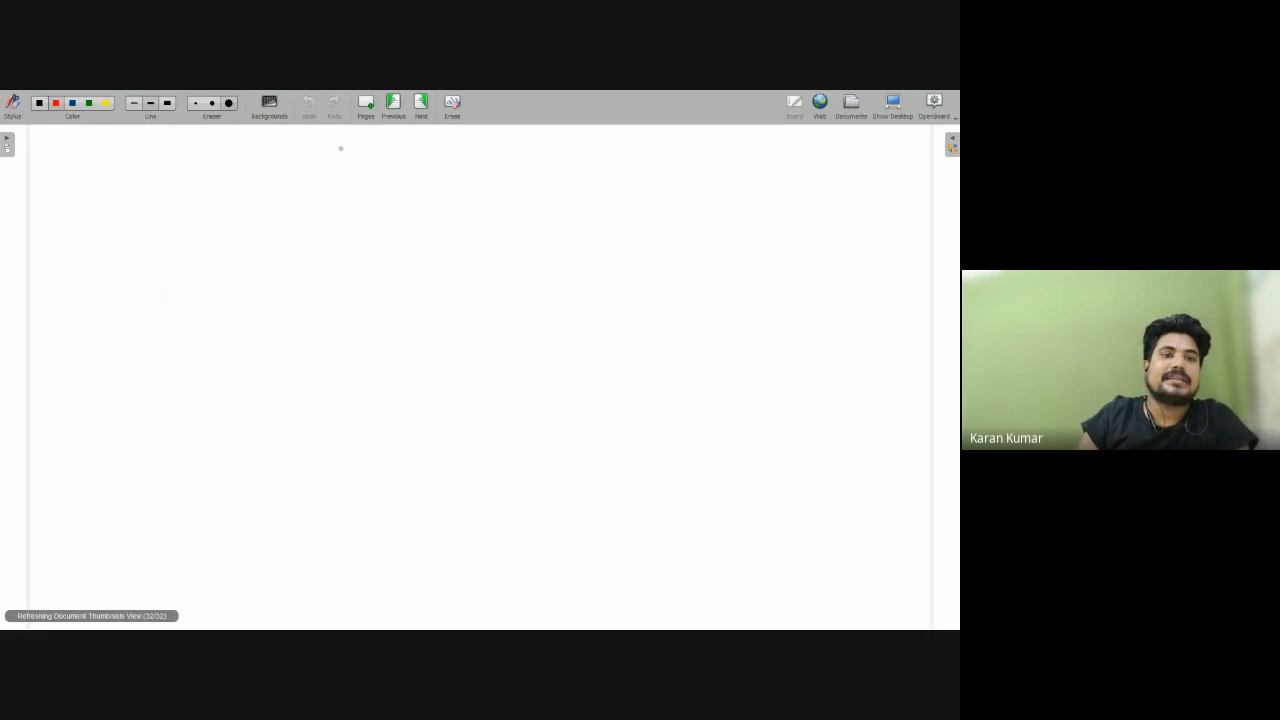 Stylus Color Line Eraser Backgrounds Undo Redo Pages Previous Next Erase Board Web Documents Show Desktop OpenBoard
Karan Kumar
Refreshing Document Thumbnails View (32/32)